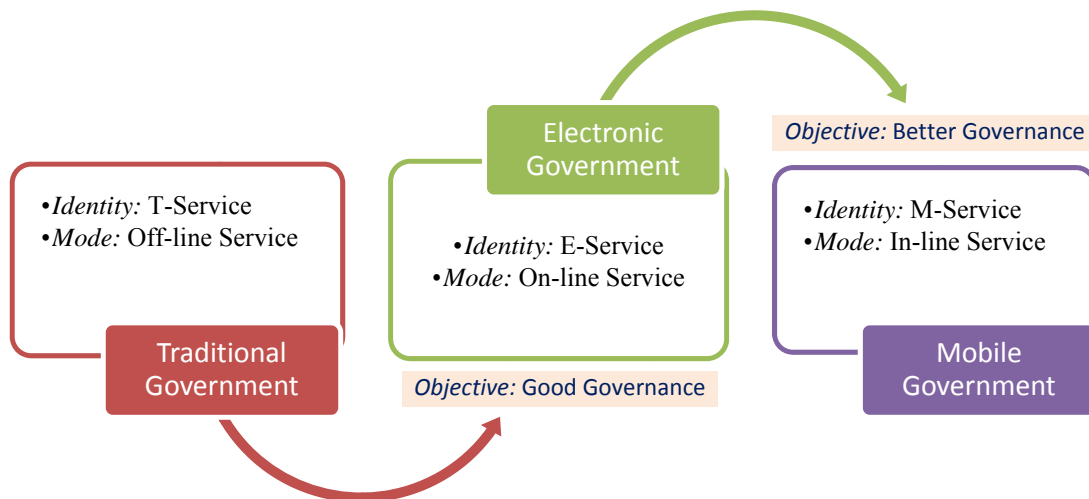 •Identity: T-Service
•Mode: Off-line Service
Traditional
Government
Electronic
Government
•Identity: E-Service
•Mode: On-line Service
Objective: Good Governance
Objective: Better Governance
•Identity: M-Service
•Mode: In-line Service
Mobile
Government